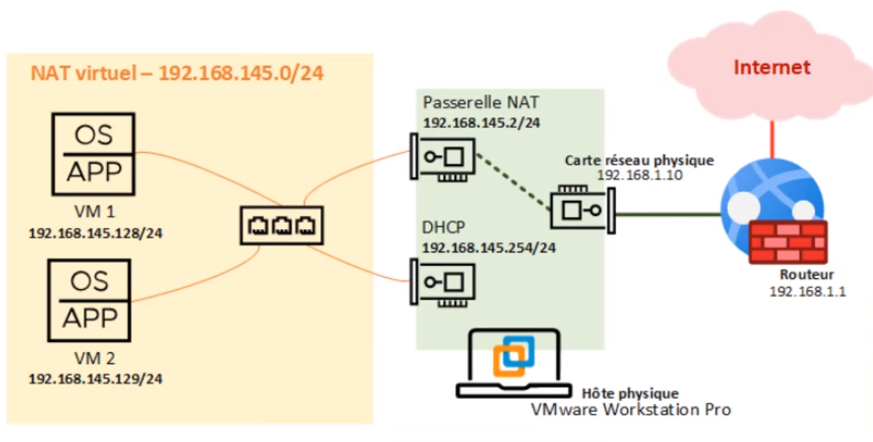 NAT virtuel – 192.168.145.0/24
OS
APP
VM 1
192.168.145.128/24
OS
APP
VM 2
192.168.145.129/24
Passerelle NAT
192.168.145.2/24
DHCP
192.168.145.254/24
Carte réseau physique
192.168.1.10
Internet
Routeur
192.168.1.1
Hôte physique
VMware Workstation Pro